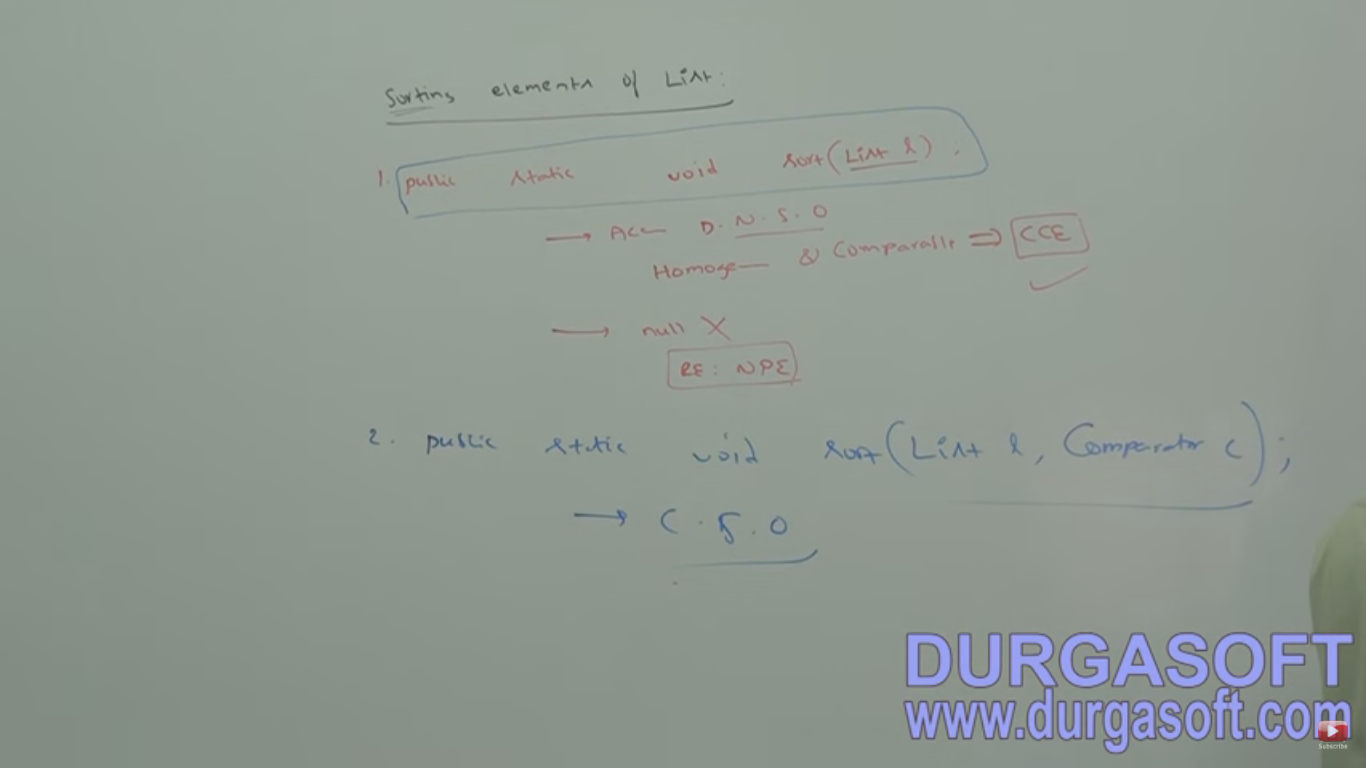 Sorting elements of List:
1. public static void sort(List l).
→ Acc D.N.S.O
Homoge— & Comparable ⇒ CCE
→ null X
RE: NPE
2. public static void sort(List l, Comparator c);
→ C.S.O
DURGASOFT
www.durgasoft.com
Subscribe